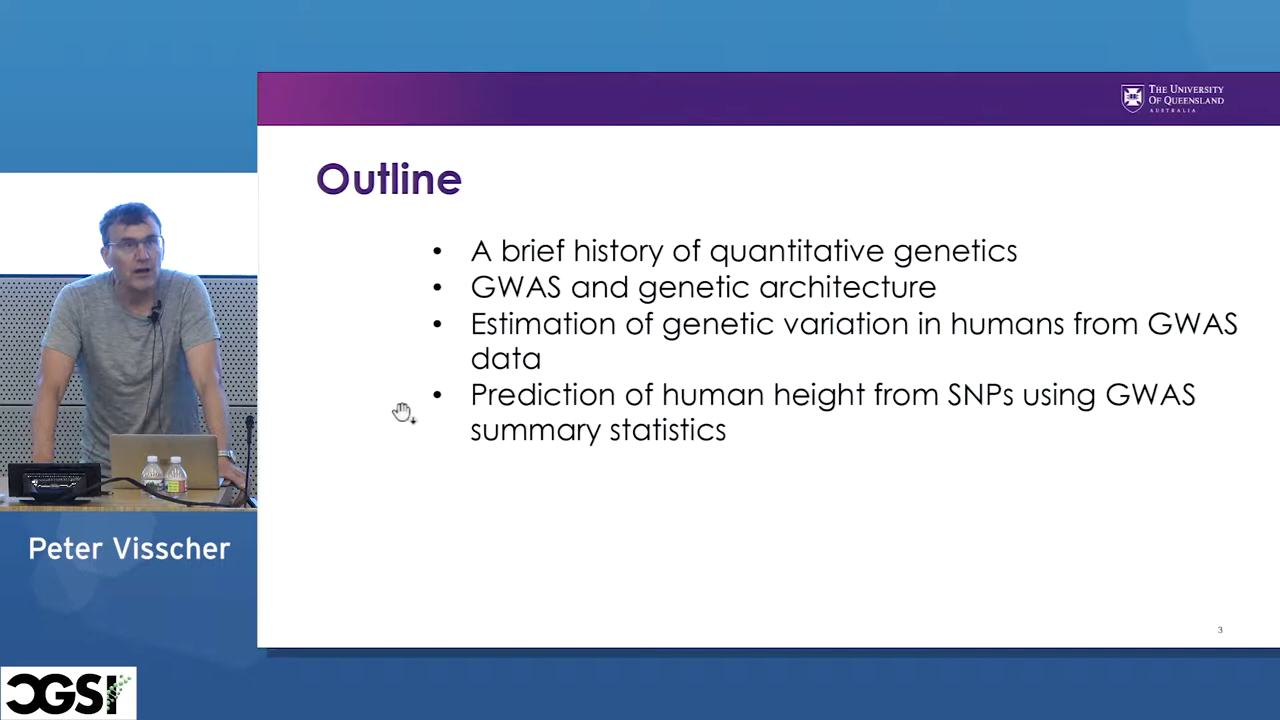 THE UNIVERSITY
OF QUEENSLAND
AUSTRALIA
Outline
• A brief history of quantitative genetics
• GWAS and genetic architecture
• Estimation of genetic variation in humans from GWAS
data
• Prediction of human height from SNPs using GWAS
summary statistics
Peter Visscher
3
CGSI